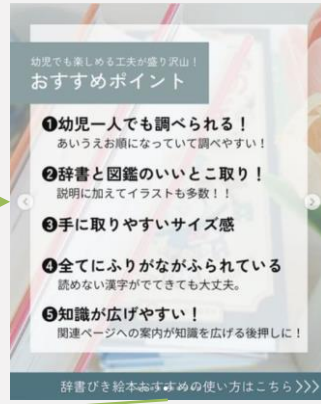 幼児でも楽しめる工夫が盛り沢山！
おすすめポイント
❶幼児一人でも調べられる！
あいうえお順になっていて調べやすい！
❷辞書と図鑑のいいとこ取り！
説明に加えてイラストも多数！！
❸手に取りやすいサイズ感
❹全てにふりがながふられている
読めない漢字がでてきても大丈夫。
❺知識が広げやすい！
関連ページへの案内が知識を広げる後押しに！
辞書びき絵本おすすめの使い方はこちら>>>